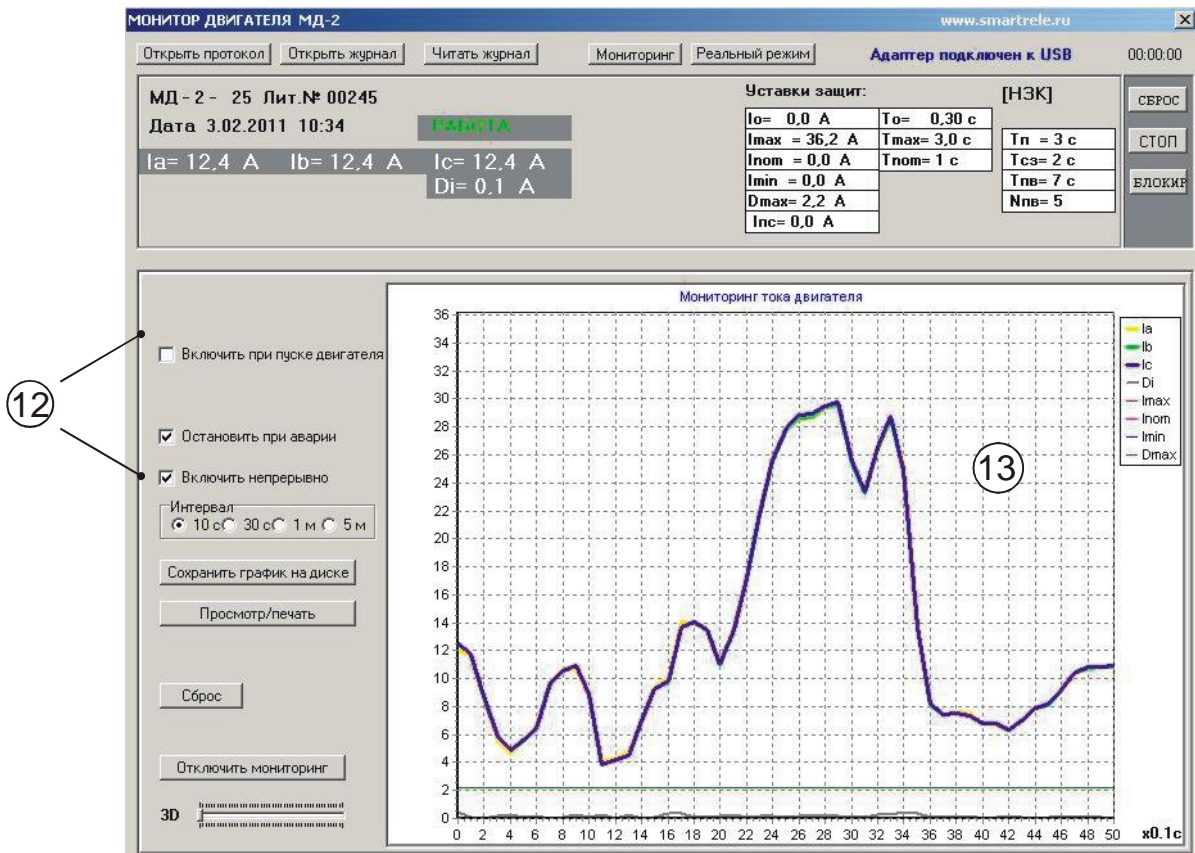 МОНИТОР ДВИГАТЕЛЯ МД-2 www.smartrele.ru
Открыть протокол Открыть журнал Читать журнал Мониторинг Реальный режим Адаптер подключен к USB 00:00:00
МД - 2 - 25 Лит.№ 00245
Дата 3.02.2011 10:34 РАБОТА
Ia= 12,4 A Ib= 12,4 A Ic= 12,4 A
Di= 0,1 A
Уставки защит: [НЗК]
Io= 0,0 A To= 0,30 c
Imax = 36,2 A Tmax= 3,0 c Тп = 3 с
Inom = 0,0 A Tnom= 1 c Тсз= 2 с
Imin = 0,0 A Тпв= 7 с
Dmax= 2,2 A Nпв= 5
Iпс= 0,0 A
СБРОС
СТОП
БЛОКИР
12
Включить при пуске двигателя
Остановить при аварии
Включить непрерывно
Интервал
10 с 30 с 1 м 5 м
Сохранить график на диске
Просмотр/печать
Сброс
Отключить мониторинг
3D
Мониторинг тока двигателя
36
34
32
30
28
26
24
22
20
18
16
14
12
10
8
6
4
2
0
0 2 4 6 8 10 12 14 16 18 20 22 24 26 28 30 32 34 36 38 40 42 44 46 48 50 x0.1c
13
Ia
Ib
Ic
Di
Imax
Inom
Imin
Dmax